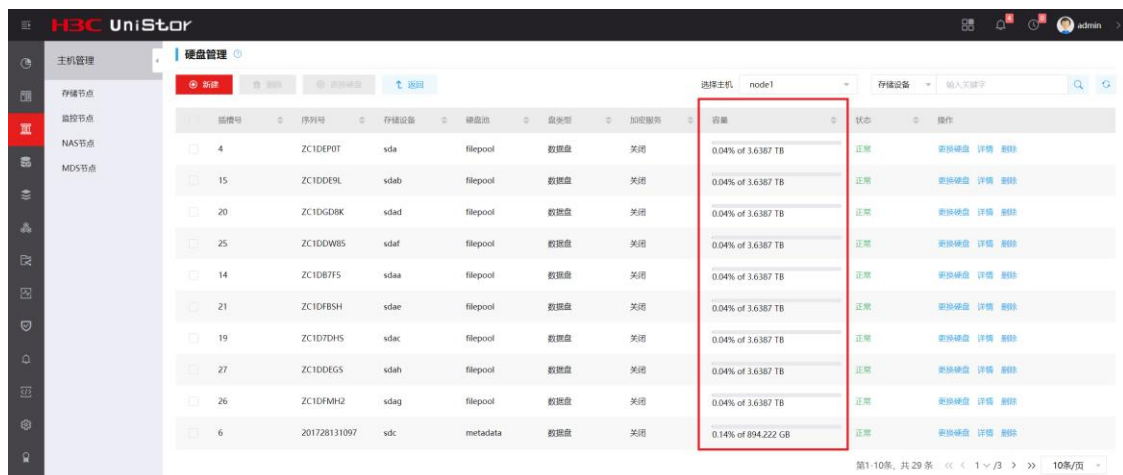 H3C UniStor
4
0
admin
主机管理
存储节点
监控节点
NAS节点
MDS节点
硬盘管理
新建 删除 更换硬盘 返回 选择主机 node1 存储设备 输入关键字
插槽号 序列号 存储设备 硬盘池 盘类型 加密服务 容量 状态 操作
4 ZC1DEP0T sda filepool 数据盘 关闭 0.04% of 3.6387 TB 正常 更换硬盘 详情 删除
15 ZC1DDE9L sdab filepool 数据盘 关闭 0.04% of 3.6387 TB 正常 更换硬盘 详情 删除
20 ZC1DGD8K sdad filepool 数据盘 关闭 0.04% of 3.6387 TB 正常 更换硬盘 详情 删除
25 ZC1DDW85 sdaf filepool 数据盘 关闭 0.04% of 3.6387 TB 正常 更换硬盘 详情 删除
14 ZC1DB7F5 sdaa filepool 数据盘 关闭 0.04% of 3.6387 TB 正常 更换硬盘 详情 删除
21 ZC1DFBSH sdae filepool 数据盘 关闭 0.04% of 3.6387 TB 正常 更换硬盘 详情 删除
19 ZC1D7DHS sdac filepool 数据盘 关闭 0.04% of 3.6387 TB 正常 更换硬盘 详情 删除
27 ZC1DDEGS sdah filepool 数据盘 关闭 0.04% of 3.6387 TB 正常 更换硬盘 详情 删除
26 ZC1DFMH2 sdag filepool 数据盘 关闭 0.04% of 3.6387 TB 正常 更换硬盘 详情 删除
6 201728131097 sdc metadata 数据盘 关闭 0.14% of 894.222 GB 正常 更换硬盘 详情 删除
第1-10条, 共 29 条 << < 1 /3 > >> 10条/页